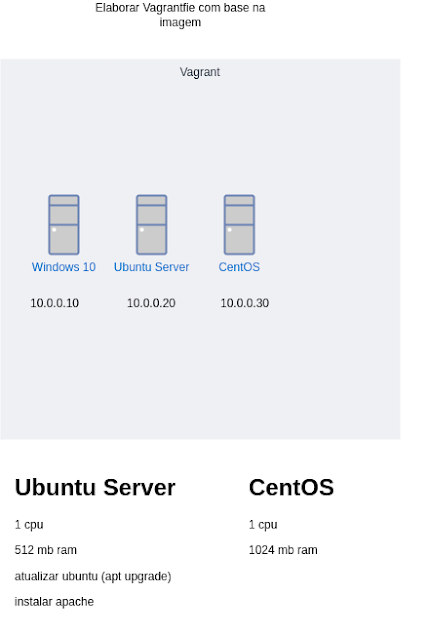 Elaborar Vagrantfie com base na
imagem
Vagrant
Windows 10
Ubuntu Server
CentOS
10.0.0.10
10.0.0.20
10.0.0.30
Ubuntu Server
1 cpu
512 mb ram
atualizar ubuntu (apt upgrade)
instalar apache
CentOS
1 cpu
1024 mb ram